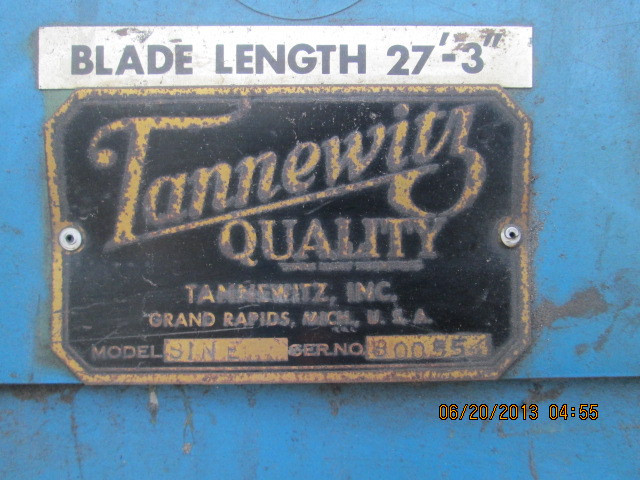 BLADE LENGTH 27'-3"
Tannewitz
QUALITY
TANNEWITZ, INC.
GRAND RAPIDS, MICH. U. S. A.
MODEL SER.NO.
06/20/2013 04:55